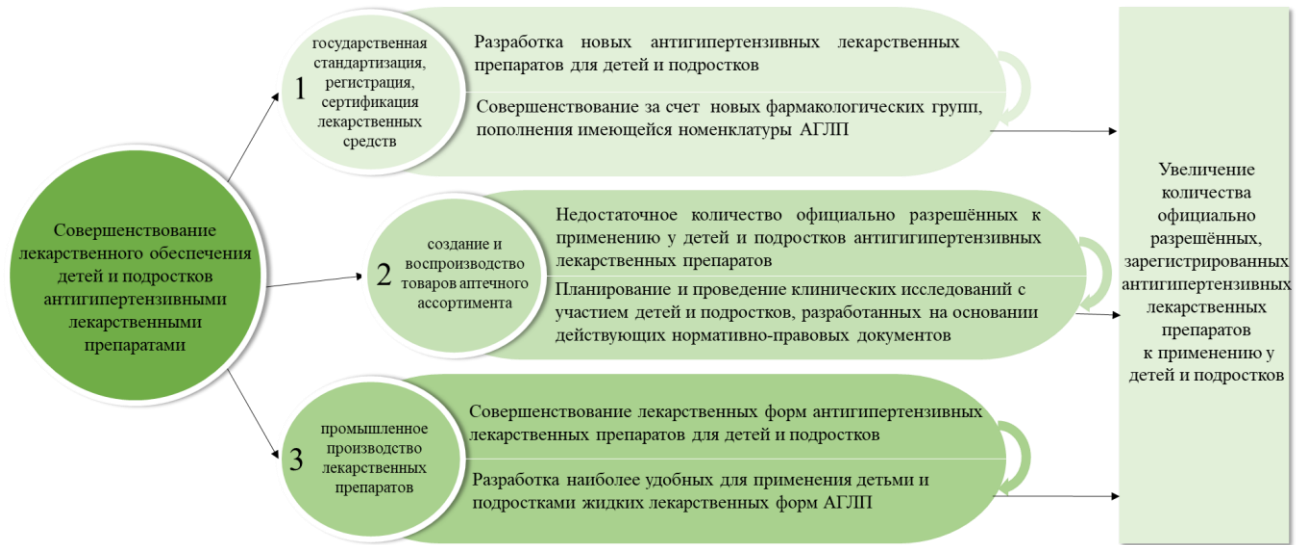 Совершенствование
лекарственного обеспечения
детей и подростков
антигипертензивными
лекарственными
препаратами
1
государственная
стандартизация,
регистрация,
сертификация
лекарственных
средств
Разработка новых антигипертензивных лекарственных
препаратов для детей и подростков
Совершенствование за счет новых фармакологических групп,
пополнения имеющейся номенклатуры АГЛП
2
создание и
воспроизводство
товаров аптечного
ассортимента
Недостаточное количество официально разрешённых к
применению у детей и подростков антигигипертензивных
лекарственных препаратов
Планирование и проведение клинических исследований с
участием детей и подростков, разработанных на основании
действующих нормативно-правовых документов
3
промышленное
производство
лекарственных
препаратов
Совершенствование лекарственных форм антигипертензивных
лекарственных препаратов для детей и подростков
Разработка наиболее удобных для применения детьми и
подростками жидких лекарственных форм АГЛП
Увеличение
количества
официально
разрешённых,
зарегистрированных
антигипертензивных
лекарственных
препаратов
к применению у
детей и подростков